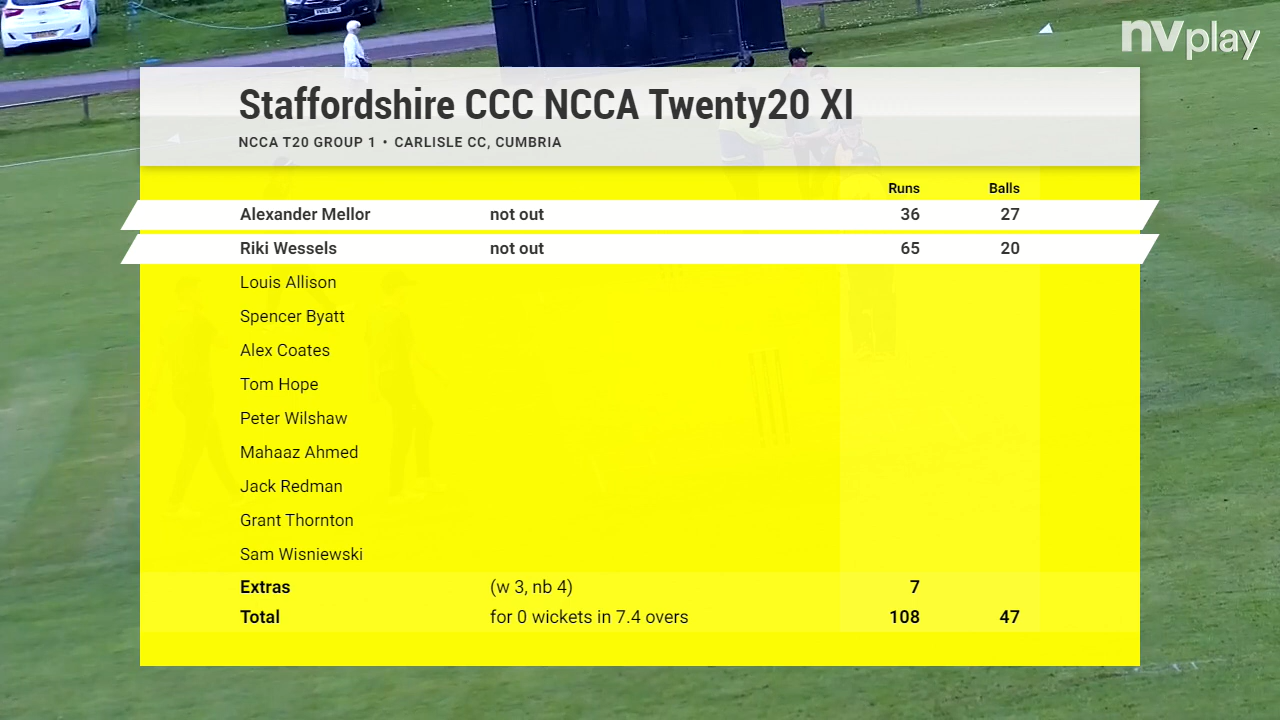 nvplay
Staffordshire CCC NCCA Twenty20 XI
NCCA T20 GROUP 1 • CARLISLE CC, CUMBRIA
Runs Balls
Alexander Mellor not out 36 27
Riki Wessels not out 65 20
Louis Allison
Spencer Byatt
Alex Coates
Tom Hope
Peter Wilshaw
Mahaaz Ahmed
Jack Redman
Grant Thornton
Sam Wisniewski
Extras (w 3, nb 4) 7
Total for 0 wickets in 7.4 overs 108 47